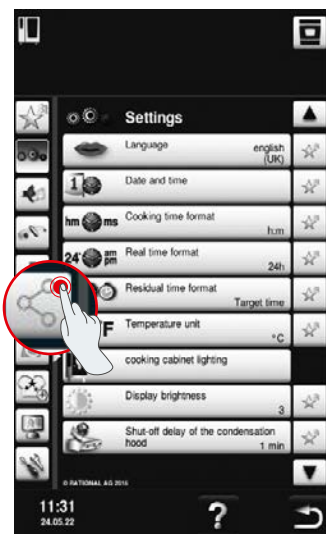 Settings
Language
english
(UK)
1
Date and time
hm ms
Cooking time format
h:m
24 am
pm
Real time format
24h
Residual time format
Target time
F
Temperature unit
°C
cooking cabinet lighting
Display brightness
3
Shut-off delay of the condensation
hood
1 min
© RATIONAL AG 2016
11:31
24.05.22
?